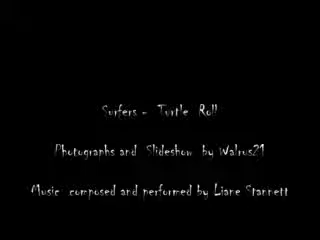 Surfers - Turtle Roll
Photographs and Slideshow by Walrus21
Music composed and performed by Liane Stannett